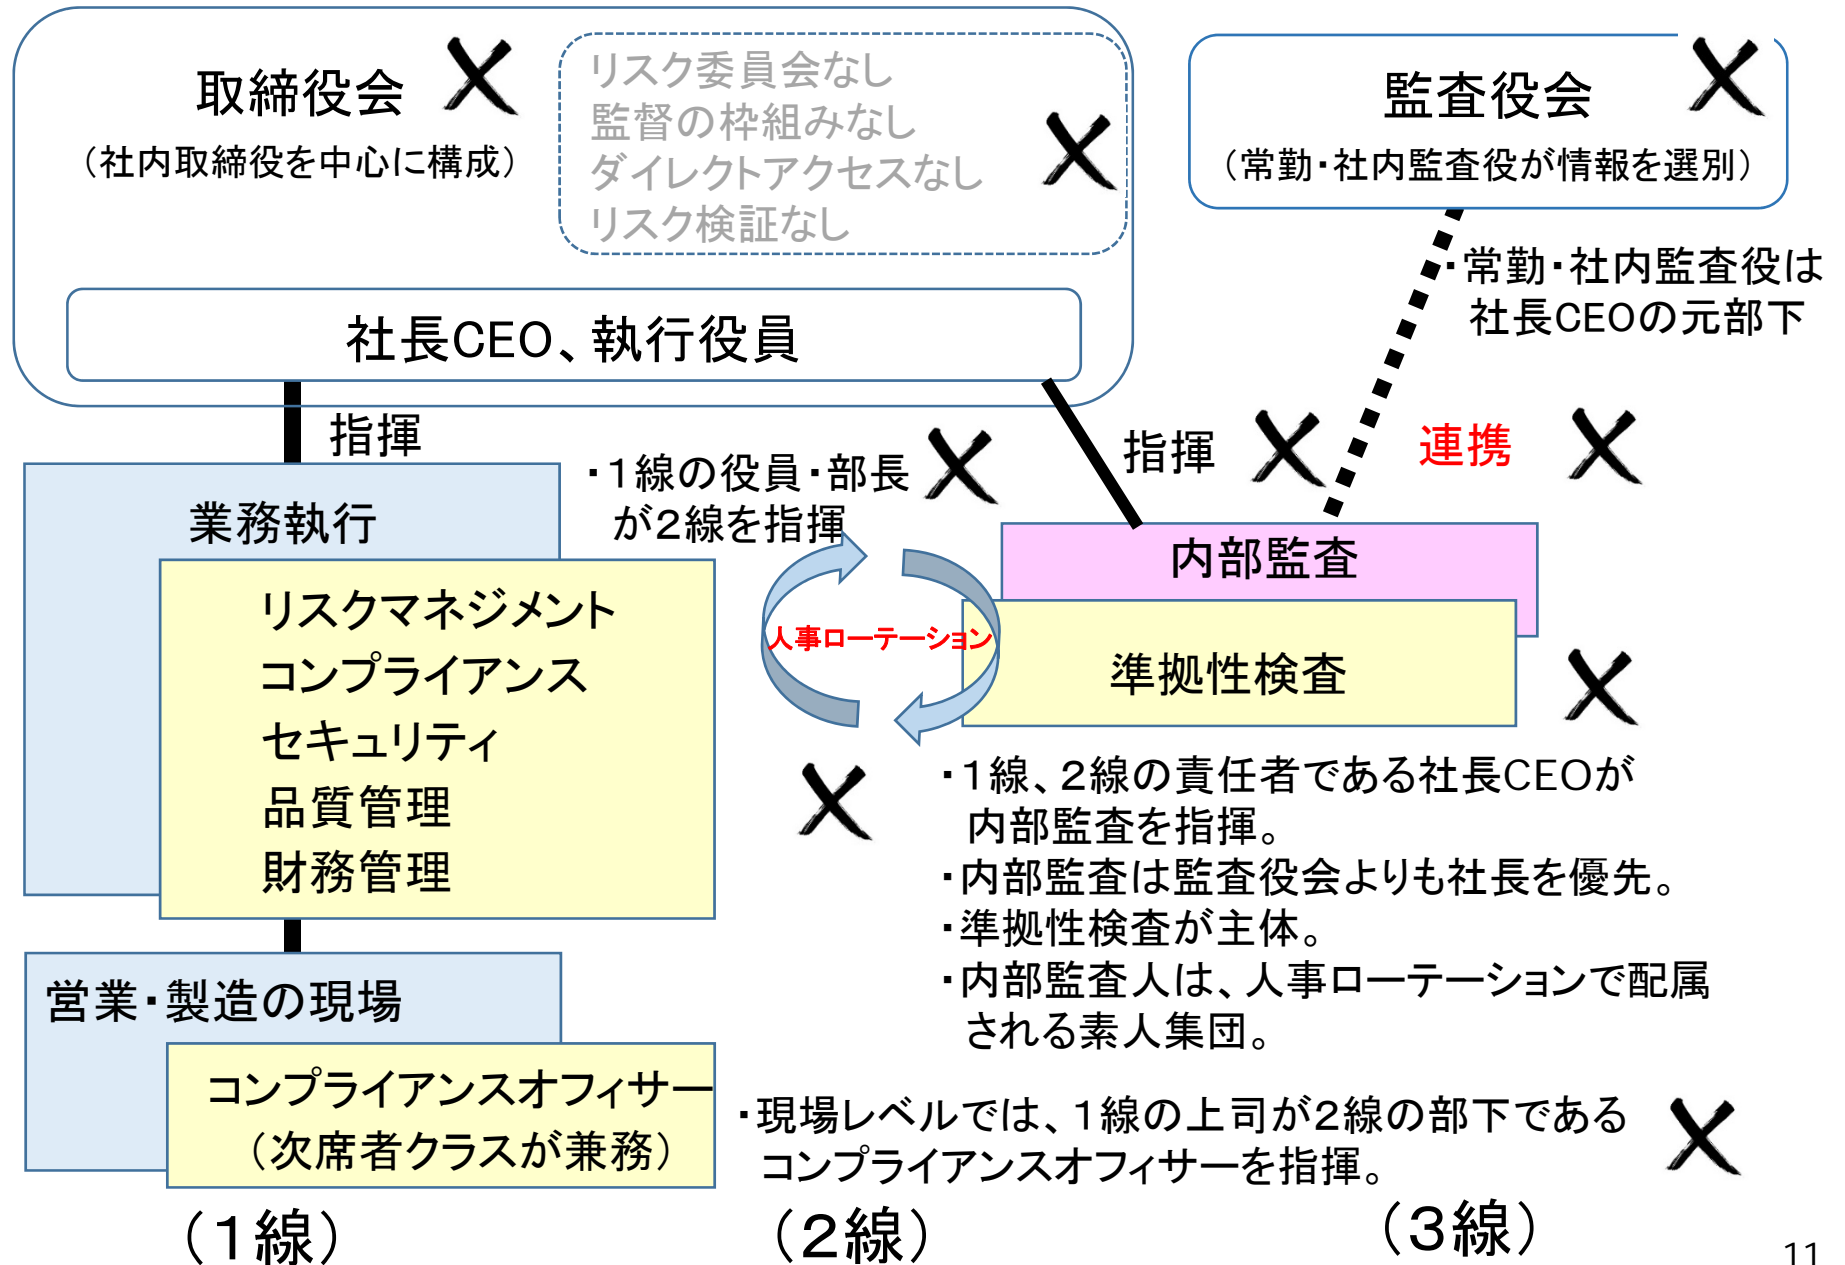 取締役会
（社内取締役を中心に構成）
リスク委員会なし
監督の枠組みなし
ダイレクトアクセスなし
リスク検証なし
監査役会
（常勤・社内監査役が情報を選別）
・常勤・社内監査役は
社長CEOの元部下
社長CEO、執行役員
指揮
・１線の役員・部長
が２線を指揮
指揮
連携
業務執行
リスクマネジメント
コンプライアンス
セキュリティ
品質管理
財務管理
人事ローテーション
内部監査
準拠性検査
・１線、２線の責任者である社長CEOが
内部監査を指揮。
・内部監査は監査役会よりも社長を優先。
・準拠性検査が主体。
・内部監査人は、人事ローテーションで配属
される素人集団。
営業・製造の現場
コンプライアンスオフィサー
（次席者クラスが兼務）
・現場レベルでは、１線の上司が２線の部下である
コンプライアンスオフィサーを指揮。
（１線）
（２線）
（３線）
11